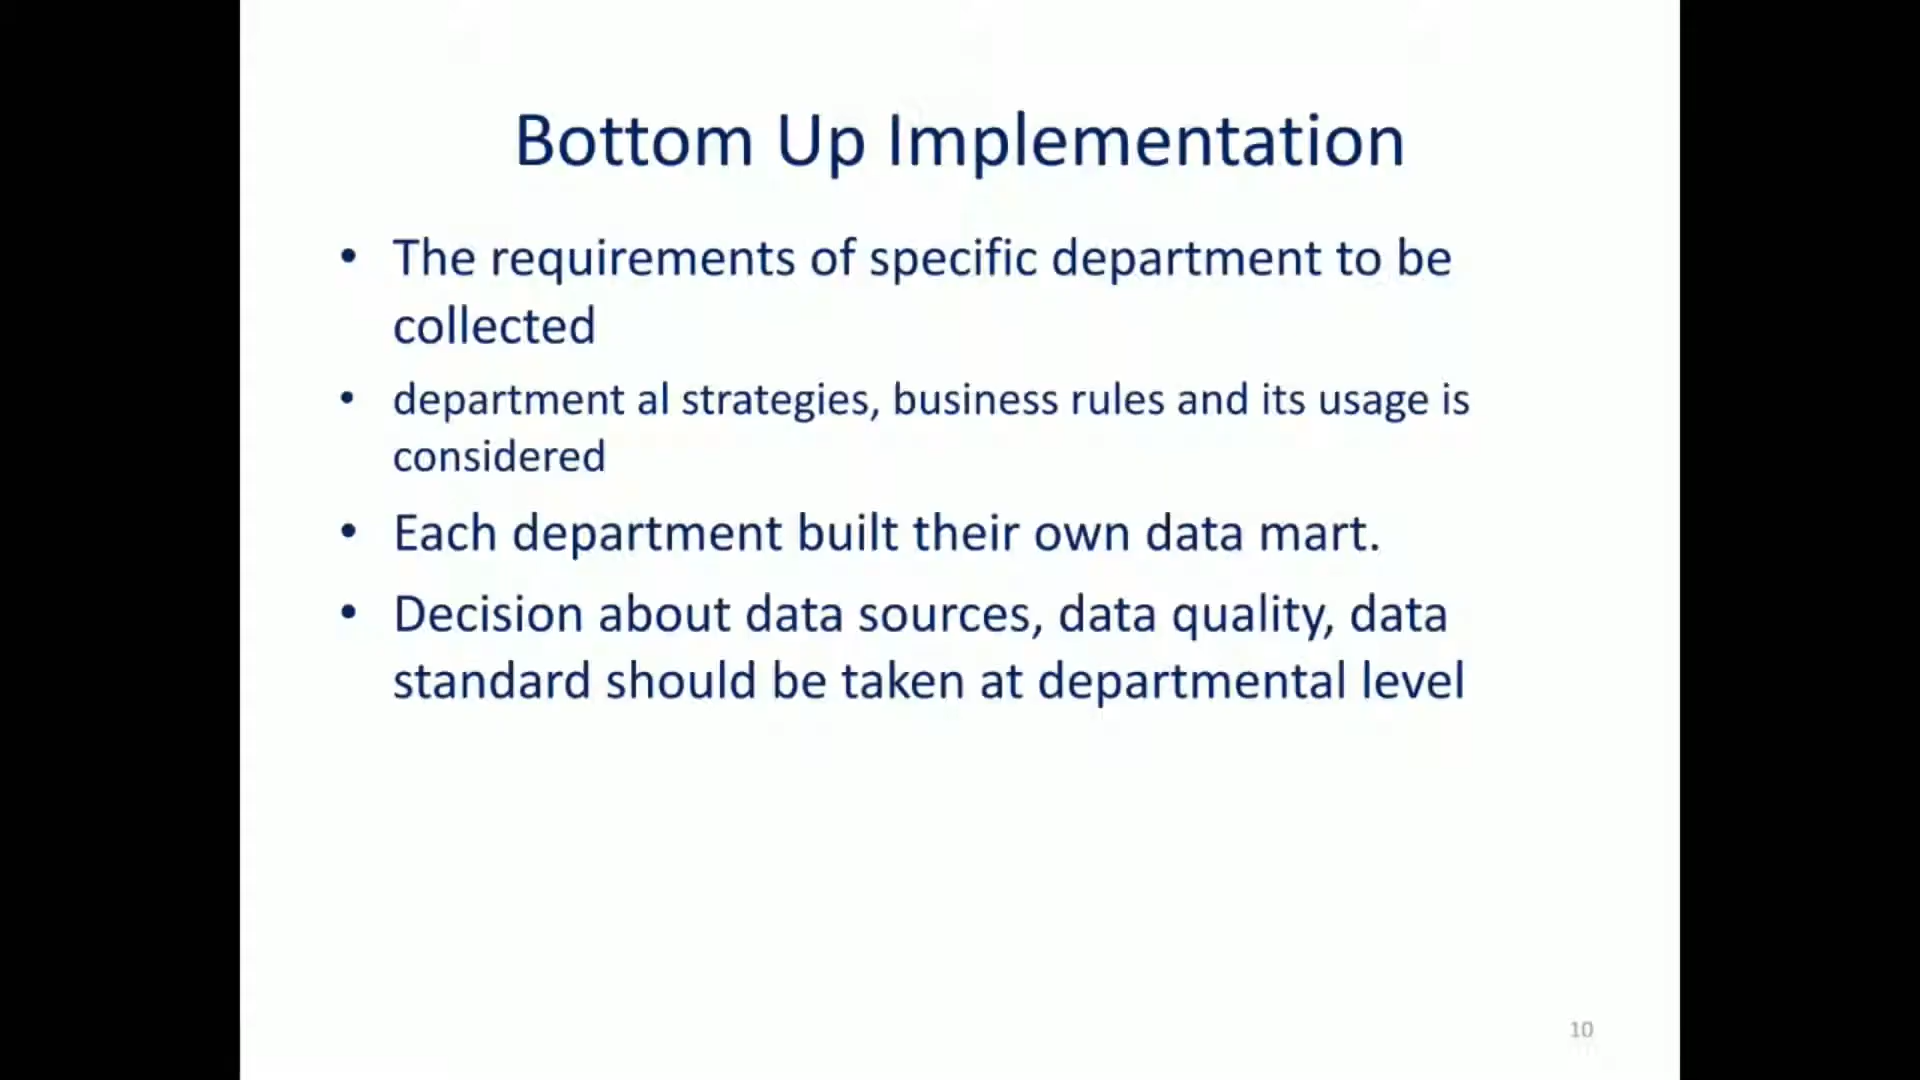 Bottom Up Implementation
• The requirements of specific department to be
collected
• department al strategies, business rules and its usage is
considered
• Each department built their own data mart.
• Decision about data sources, data quality, data
standard should be taken at departmental level
10